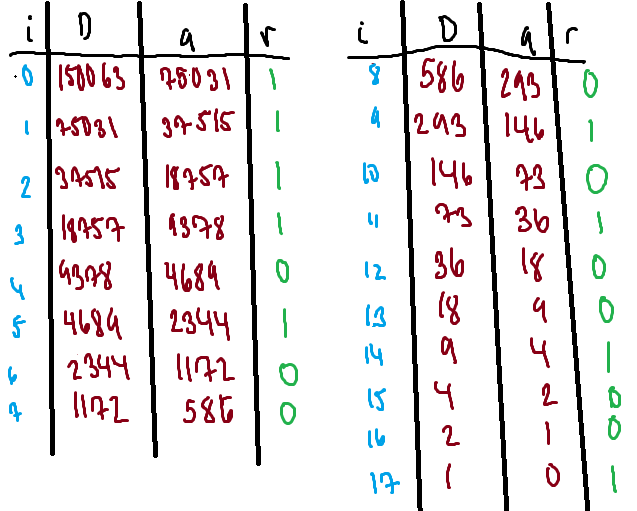 i D q r
0 150063 75031 1
1 75031 37515 1
2 37515 18757 1
3 18757 9378 1
4 9378 4689 0
5 4689 2344 1
6 2344 1172 0
7 1172 586 0
i D q r
8 586 293 0
9 293 146 1
10 146 73 0
11 73 36 1
12 36 18 0
13 18 9 0
14 9 4 1
15 4 2 0
16 2 1 0
17 1 0 1